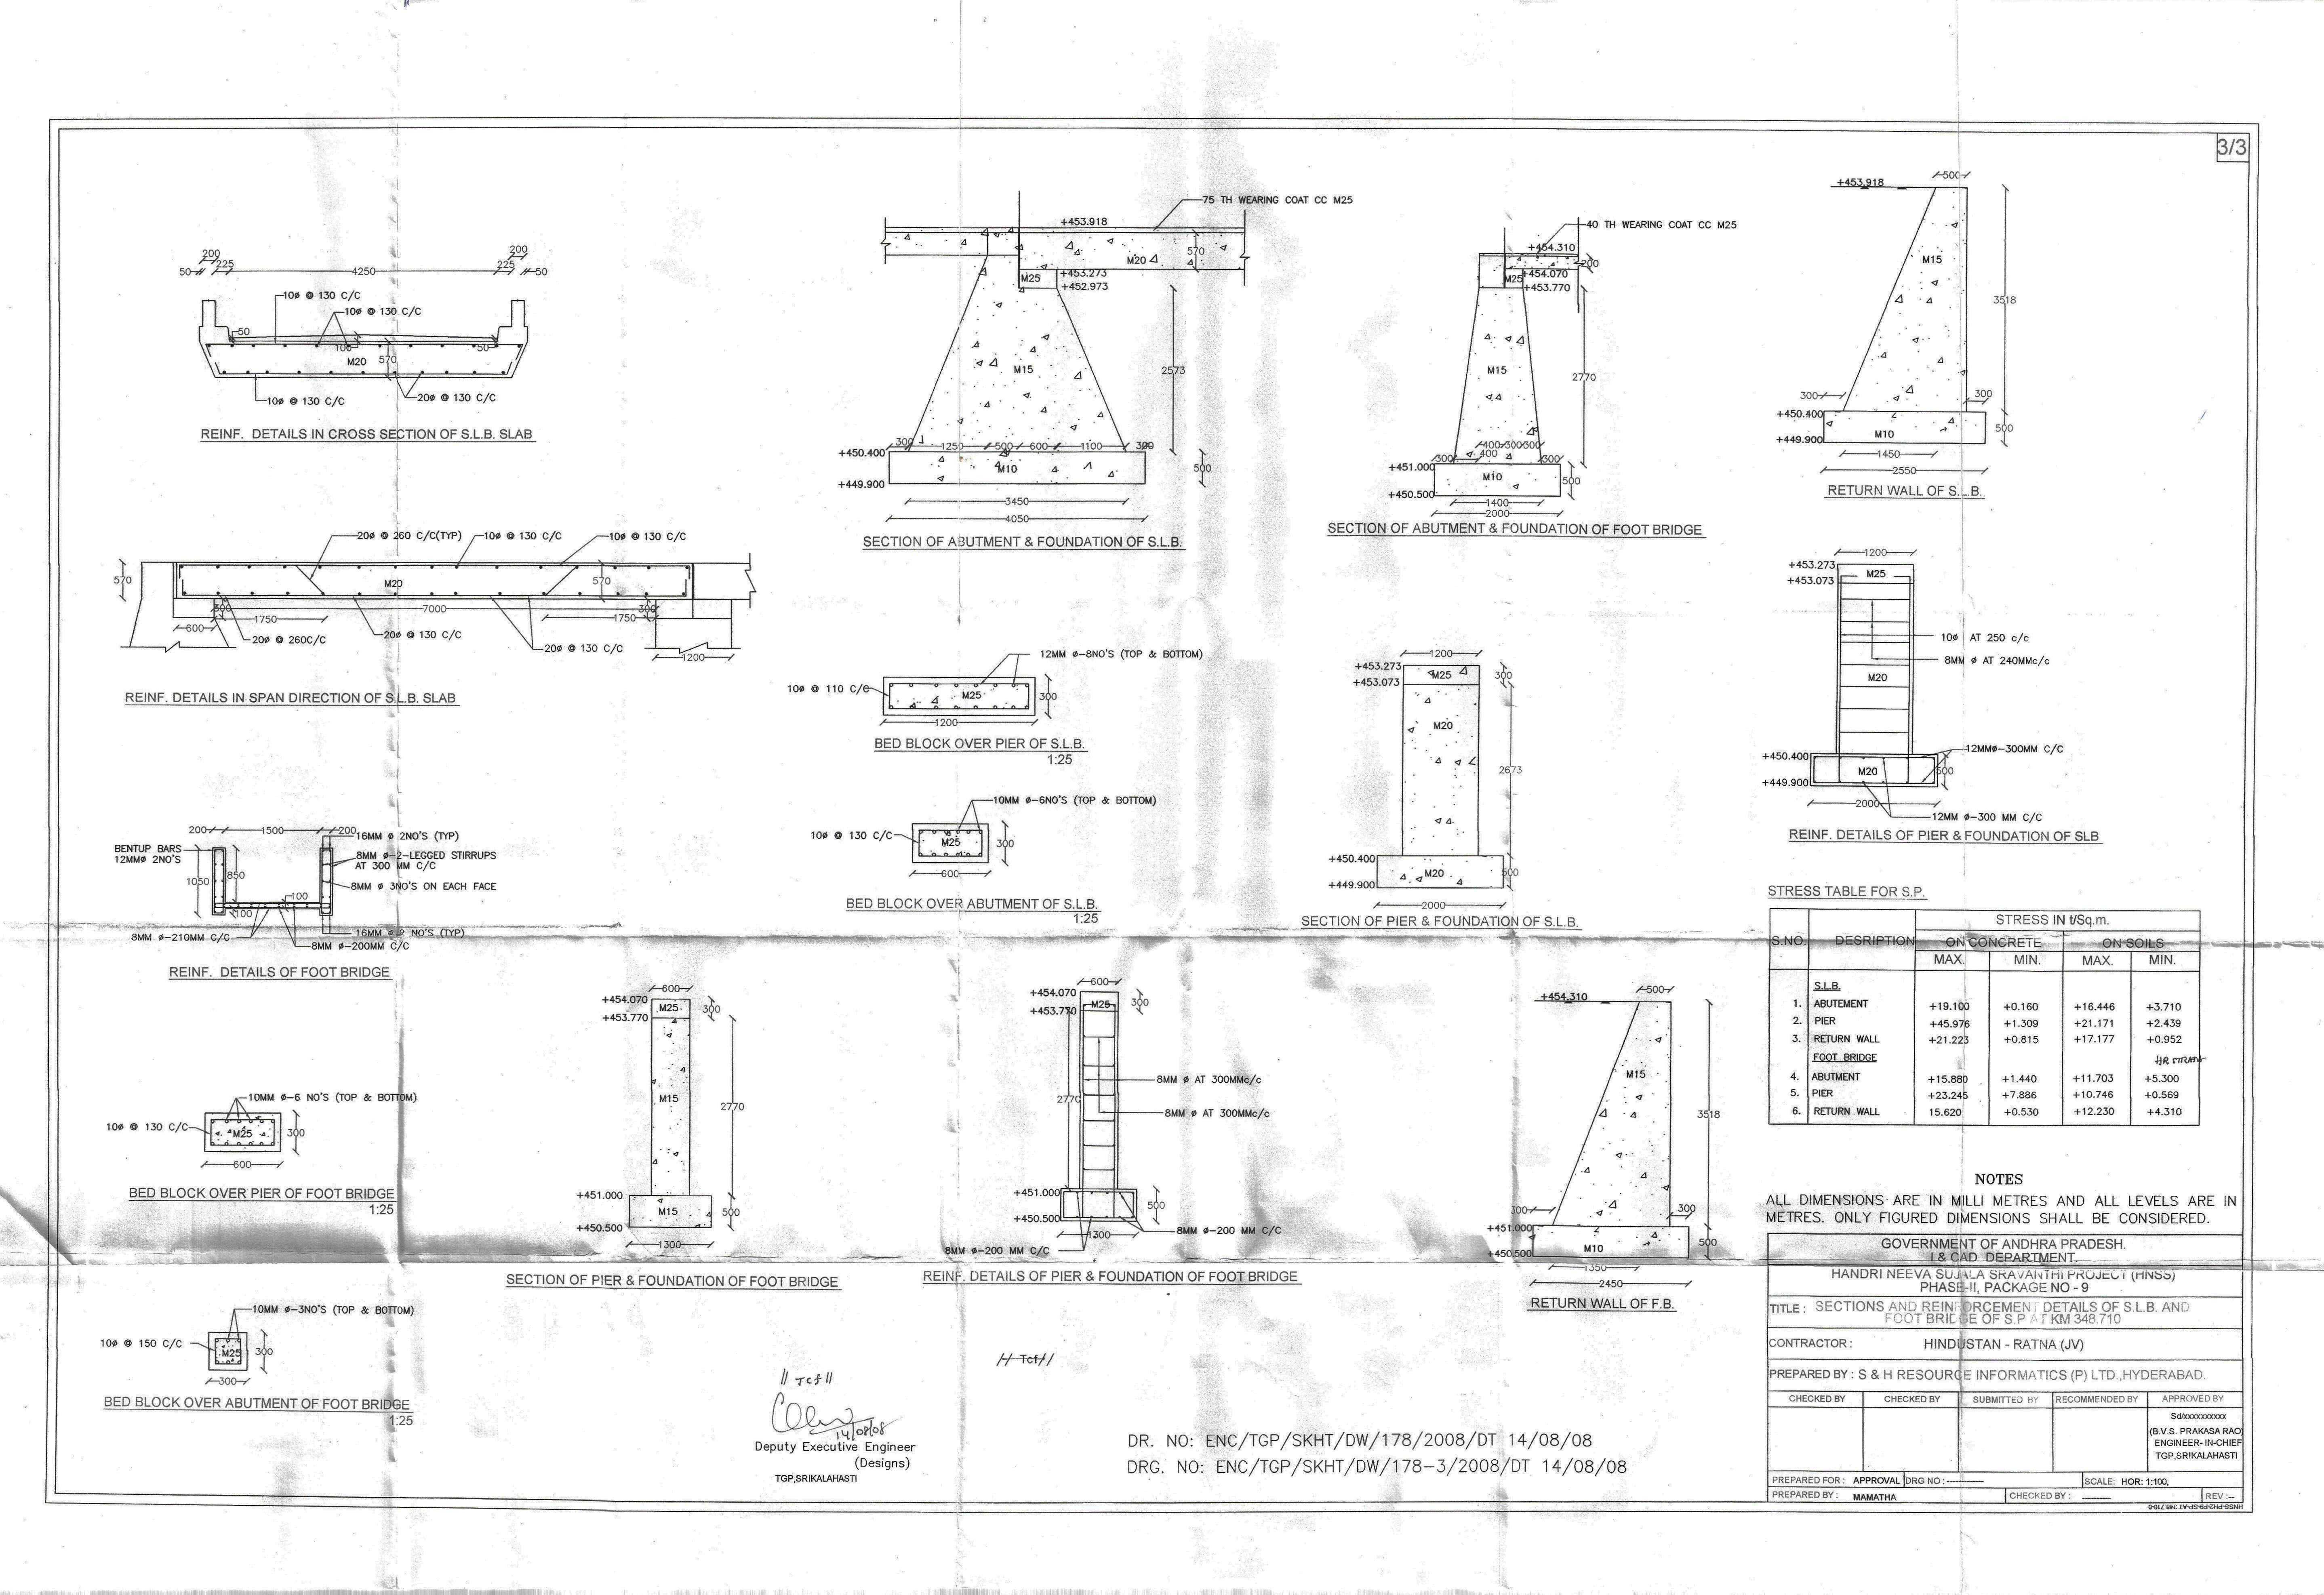 3/3
200
200
50
225
4250
225
50
10ø @ 130 C/C
10ø @ 130 C/C
50
100
50
M20
570
10ø @ 130 C/C
20ø @ 130 C/C
REINF. DETAILS IN CROSS SECTION OF S.L.B. SLAB
20ø @ 260 C/C(TYP)
10ø @ 130 C/C
10ø @ 130 C/C
570
M20
570
300
7000
300
1750
1750
600
20ø @ 260C/C
20ø @ 130 C/C
20ø @ 130 C/C
1200
REINF. DETAILS IN SPAN DIRECTION OF S.L.B. SLAB
200
1500
200
16MM ø 2NO'S (TYP)
BENTUP BARS
12MMø 2NO'S
8MM ø-2-LEGGED STIRRUPS
AT 300 MM C/C
1050
850
8MM ø 3NO'S ON EACH FACE
100
100
16MM ø 2 NO'S (TYP)
8MM ø-210MM C/C
8MM ø-200MM C/C
REINF. DETAILS OF FOOT BRIDGE
10MM ø-6 NO'S (TOP & BOTTOM)
10ø @ 130 C/C
M25
300
600
BED BLOCK OVER PIER OF FOOT BRIDGE
1:25
10MM ø-3NO'S (TOP & BOTTOM)
10ø @ 150 C/C
M25
300
300
BED BLOCK OVER ABUTMENT OF FOOT BRIDGE
1:25
75 TH WEARING COAT CC M25
+453.918
570
M20
M25
+453.273
+452.973
M15
2573
300
1250
500
600
1100
300
+450.400
M10
500
+449.900
3450
4050
SECTION OF ABUTMENT & FOUNDATION OF S.L.B.
12MM ø-8NO'S (TOP & BOTTOM)
10ø @ 110 C/C
M25
300
1200
BED BLOCK OVER PIER OF S.L.B.
1:25
10MM ø-6NO'S (TOP & BOTTOM)
10ø @ 130 C/C
M25
300
600
BED BLOCK OVER ABUTMENT OF S.L.B.
1:25
600
+454.070
M25
300
+453.770
M15
2770
+451.000
M15
500
+450.500
1300
SECTION OF PIER & FOUNDATION OF FOOT BRIDGE
600
+454.070
M25
300
+453.770
8MM ø AT 300MMc/c
2770
8MM ø AT 300MMc/c
+451.000
500
+450.500
1300
8MM ø-200 MM C/C
8MM ø-200 MM C/C
REINF. DETAILS OF PIER & FOUNDATION OF FOOT BRIDGE
40 TH WEARING COAT CC M25
+454.310
200
M25
+454.070
+453.770
M15
2770
400
300
300
300
400
300
+451.000
M10
500
+450.500
1400
2000
SECTION OF ABUTMENT & FOUNDATION OF FOOT BRIDGE
1200
+453.273
M25
300
+453.073
M20
2673
+450.400
M20
500
+449.900
2000
SECTION OF PIER & FOUNDATION OF S.L.B.
500
+454.310
M15
3518
300
300
+451.000
M10
500
+450.500
1350
2450
RETURN WALL OF F.B.
500
+453.918
M15
3518
300
300
+450.400
M10
500
+449.900
1450
2550
RETURN WALL OF S.L.B.
1200
+453.273
M25
+453.073
10ø AT 250 c/c
8MM ø AT 240MMc/c
M20
12MMø-300MM C/C
+450.400
M20
500
+449.900
2000
12MM ø-300 MM C/C
REINF. DETAILS OF PIER & FOUNDATION OF SLB
STRESS TABLE FOR S.P.
STRESS IN t/Sq.m.
S.NO. DESRIPTION ON CONCRETE ON SOILS
MAX. MIN. MAX. MIN.
S.L.B.
1. ABUTEMENT +19.100 +0.160 +16.446 +3.710
2. PIER +45.976 +1.309 +21.171 +2.439
3. RETURN WALL +21.223 +0.815 +17.177 +0.952
FOOT BRIDGE
4. ABUTMENT +15.880 +1.440 +11.703 +5.300
5. PIER +23.245 +7.886 +10.746 +0.569
6. RETURN WALL 15.620 +0.530 +12.230 +4.310
NOTES
ALL DIMENSIONS ARE IN MILLI METRES AND ALL LEVELS ARE IN
METRES. ONLY FIGURED DIMENSIONS SHALL BE CONSIDERED.
GOVERNMENT OF ANDHRA PRADESH.
I & CAD DEPARTMENT.
HANDRI NEEVA SUJALA SRAVANTHI PROJECT (HNSS)
PHASE-II, PACKAGE NO - 9
TITLE : SECTIONS AND REINFORCEMENT DETAILS OF S.L.B. AND
FOOT BRIDGE OF S.P AT KM 348.710
CONTRACTOR : HINDUSTAN - RATNA (JV)
PREPARED BY : S & H RESOURCE INFORMATICS (P) LTD.,HYDERABAD.
CHECKED BY CHECKED BY SUBMITTED BY RECOMMENDED BY APPROVED BY
Sd/xxxxxxxxxx
(B.V.S. PRAKASA RAO)
ENGINEER-IN-CHIEF
TGP,SRIKALAHASTI
PREPARED FOR : APPROVAL DRG NO : SCALE: HOR: 1:100,
PREPARED BY : MAMATHA CHECKED BY : REV :--
HNSS-PH2-P9-SP-AT 348.710-D
// Tcf //
// Tcf //
14/08/08
Deputy Executive Engineer
(Designs)
TGP,SRIKALAHASTI
DR. NO: ENC/TGP/SKHT/DW/178/2008/DT 14/08/08
DRG. NO: ENC/TGP/SKHT/DW/178-3/2008/DT 14/08/08